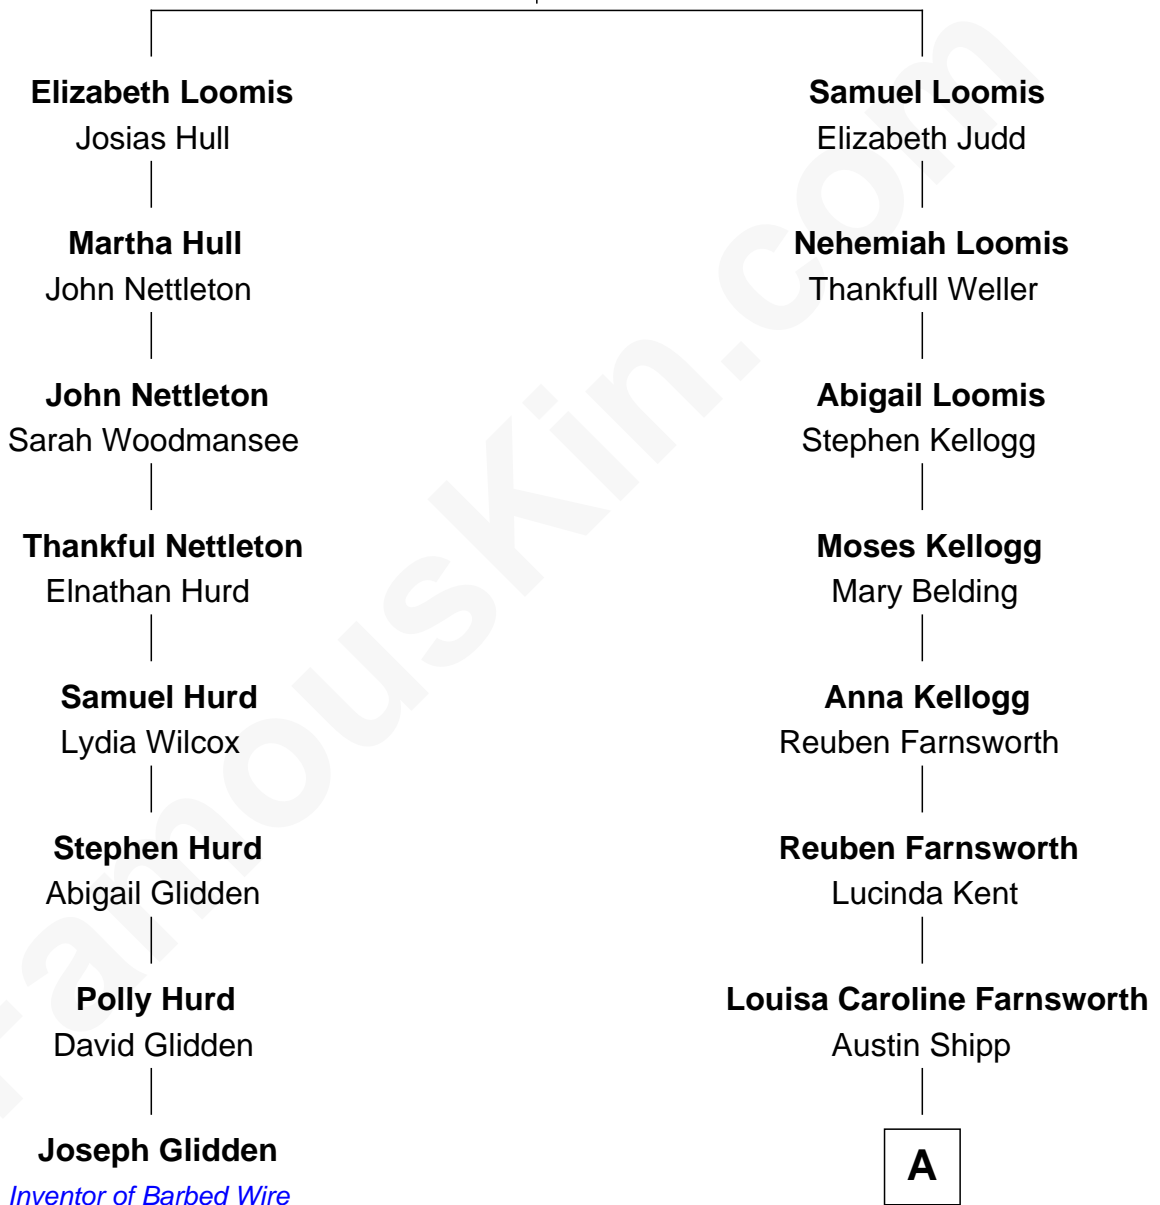 Elizabeth Loomis
Josias Hull
Martha Hull
John Nettleton
John Nettleton
Sarah Woodmansee
Thankful Nettleton
Elnathan Hurd
Samuel Hurd
Lydia Wilcox
Stephen Hurd
Abigail Glidden
Polly Hurd
David Glidden
Joseph Glidden
Inventor of Barbed Wire
Samuel Loomis
Elizabeth Judd
Nehemiah Loomis
Thankfull Weller
Abigail Loomis
Stephen Kellogg
Moses Kellogg
Mary Belding
Anna Kellogg
Reuben Farnsworth
Reuben Farnsworth
Lucinda Kent
Louisa Caroline Farnsworth
Austin Shipp
A
FamousKin.com